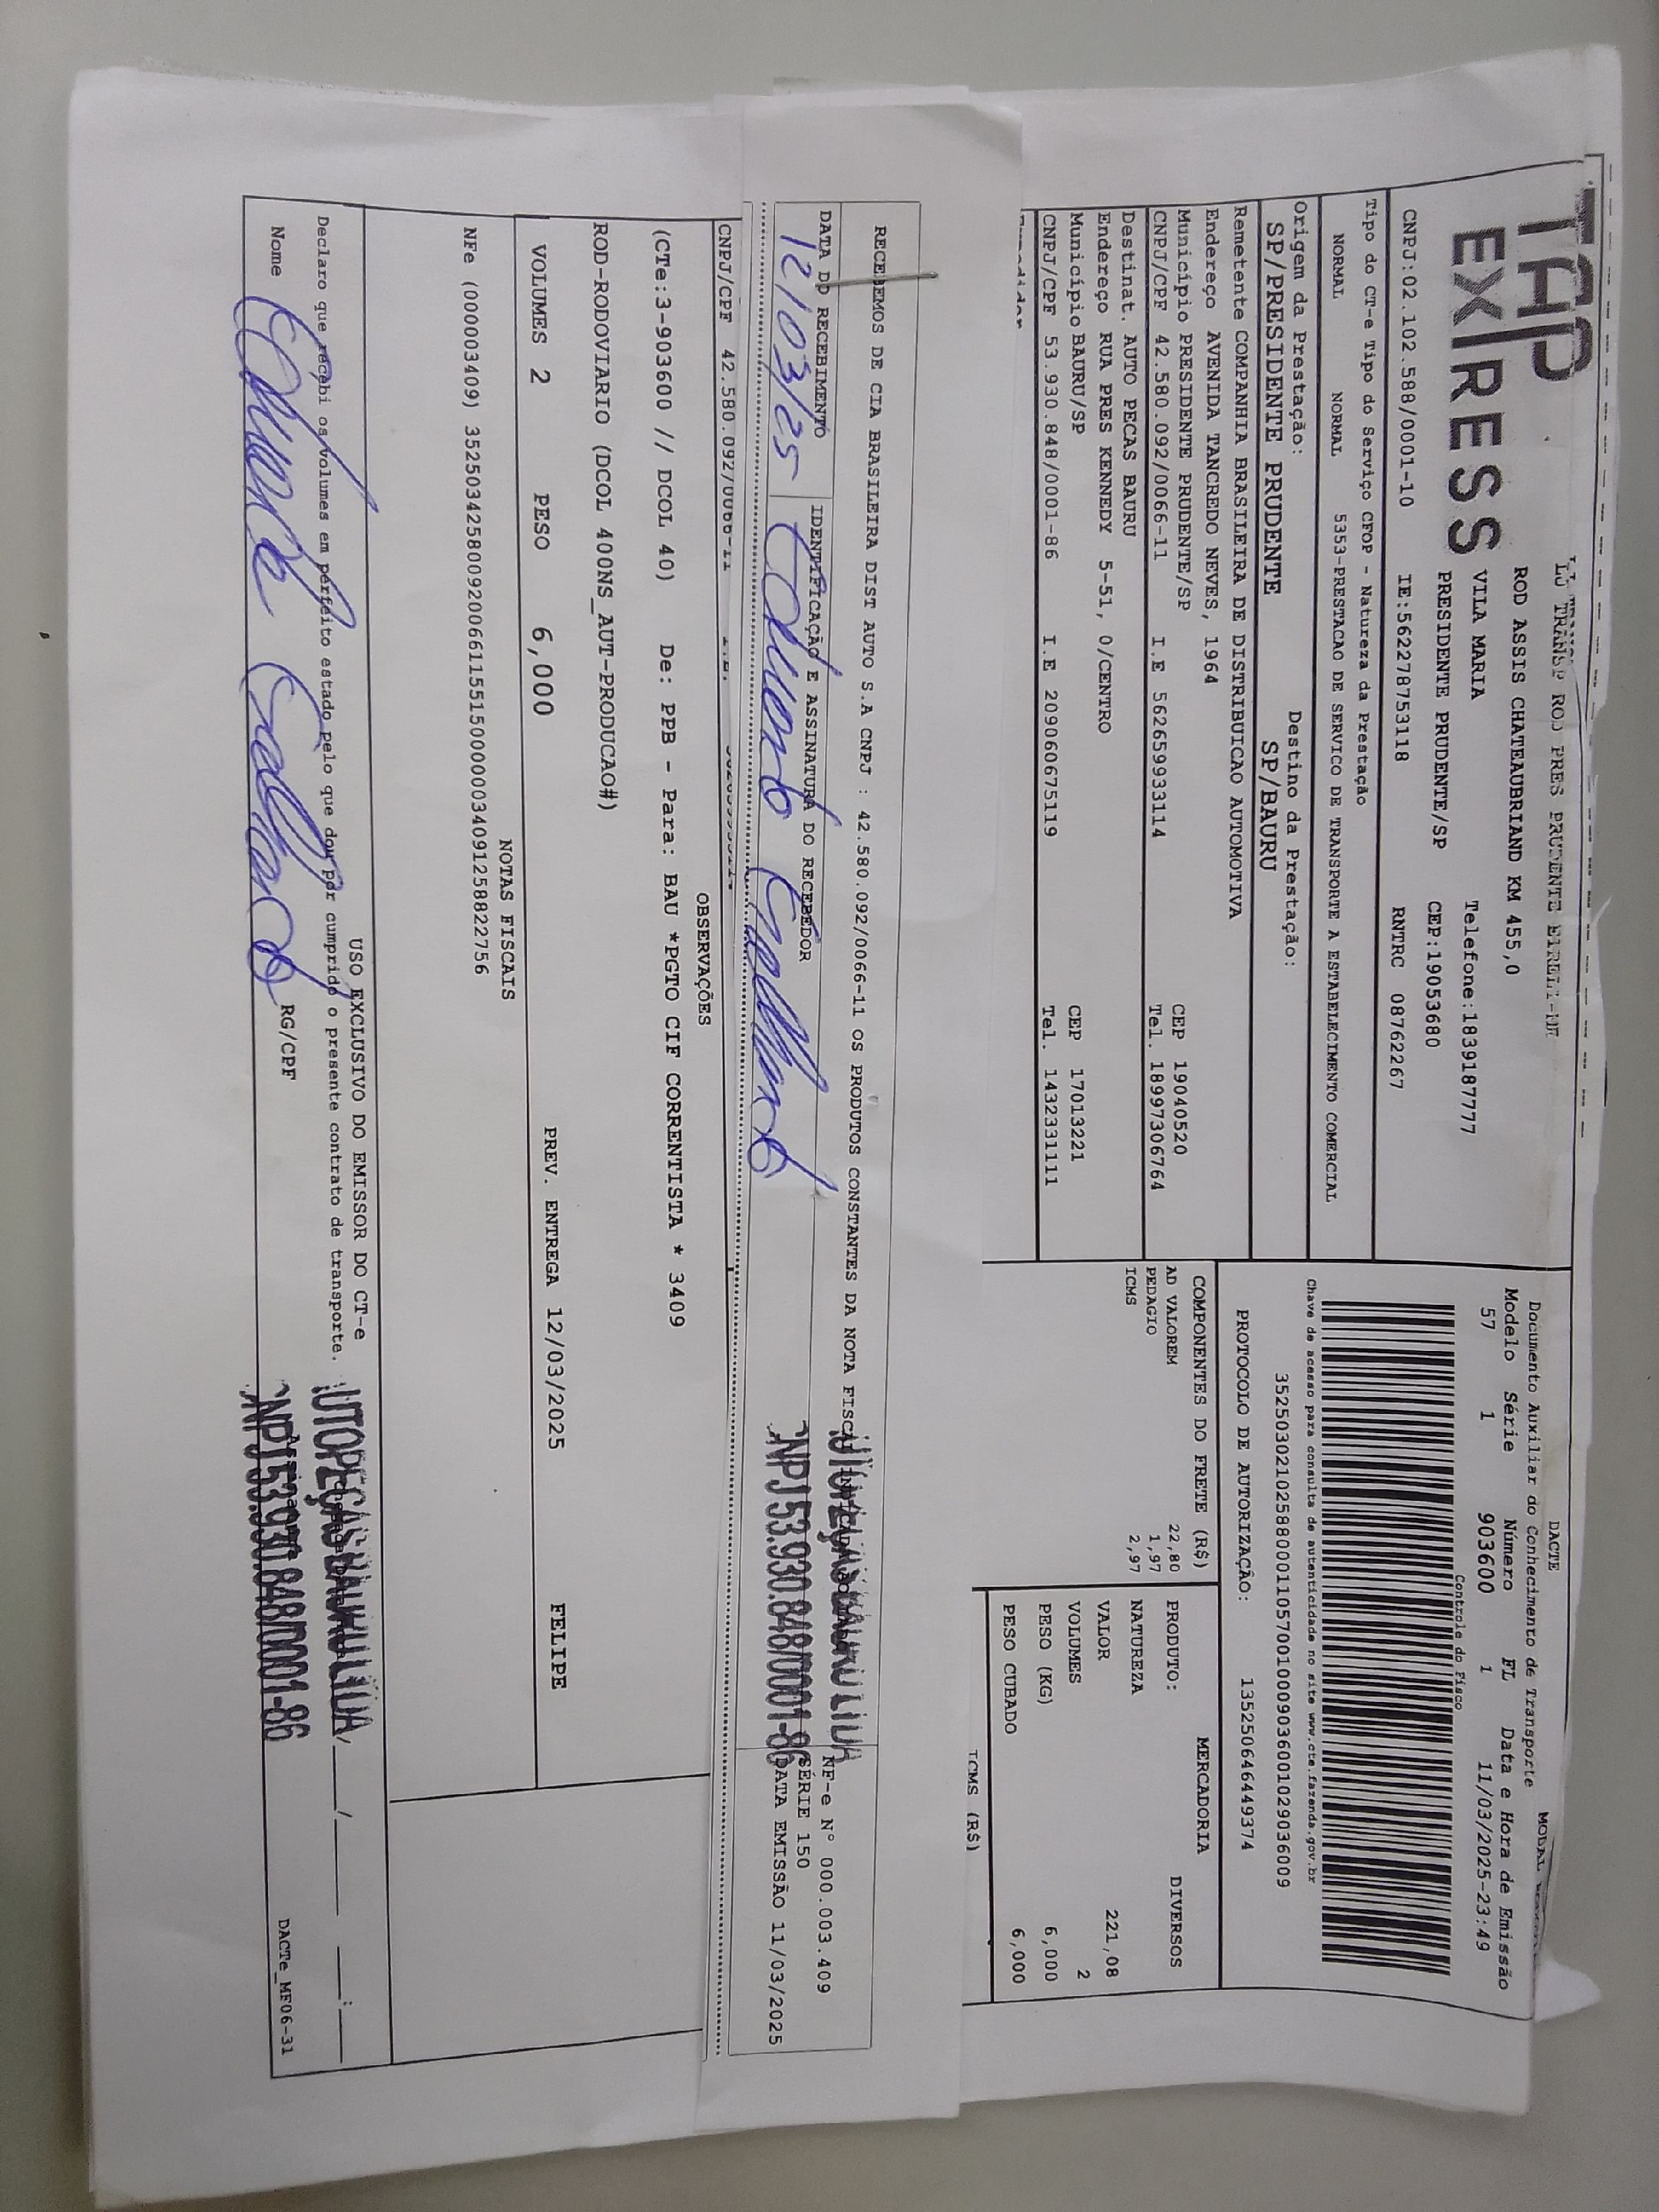 TAP
EX RESS
LJ TRANSP ROD PRES PRUDENTE EIRELI-ME
ROD ASSIS CHATEAUBRIAND KM 455,0
VILA MARIA
Telefone:1839187777
PRESIDENTE PRUDENTE/SP CEP:19053680
CNPJ:02.102.588/0001-10 IE:562278753118 RNTRC 08762267
DACTE
Documento Auxiliar do Conhecimento de Transporte
MODAL
Modelo Série Número FL Data e Hora de Emissão
57 1 903600 1 11/03/2025-23:49
Controle do Fisco
Chave de acesso para consulta de autenticidade no site www.cte.fazenda.gov.br
35250302102588000110570010009036001029036009
PROTOCOLO DE AUTORIZAÇÃO: 135250646449374
Tipo do CT-e Tipo do Serviço CFOP - Natureza da Prestação
NORMAL NORMAL 5353-PRESTACAO DE SERVICO DE TRANSPORTE A ESTABELECIMENTO COMERCIAL
Origem da Prestação: Destino da Prestação:
SP/PRESIDENTE PRUDENTE SP/BAURU
Remetente COMPANHIA BRASILEIRA DE DISTRIBUICAO AUTOMOTIVA
Endereço AVENIDA TANCREDO NEVES, 1964
Município PRESIDENTE PRUDENTE/SP CEP 19040520
CNPJ/CPF 42.580.092/0066-11 I.E 562659933114 Tel. 18997306764
Destinat. AUTO PECAS BAURU
Endereço RUA PRES KENNEDY 5-51, 0/CENTRO
Município BAURU/SP CEP 17013221
CNPJ/CPF 53.930.848/0001-86 I.E 209060675119 Tel. 1432331111
COMPONENTES DO FRETE (R$)
AD VALOREM 22,80
PEDAGIO 1,97
ICMS 2,97
MERCADORIA
PRODUTO: DIVERSOS
NATUREZA
VALOR 221,08
VOLUMES 2
PESO (KG) 6,000
PESO CUBADO 6,000
ICMS (R$)
RECEBEMOS DE CIA BRASILEIRA DIST AUTO S.A CNPJ : 42.580.092/0066-11 OS PRODUTOS CONSTANTES DA NOTA FISCAL
DATA DO RECEBIMENTO IDENTIFICAÇÃO E ASSINATURA DO RECEBEDOR
12/03/25 Eduardo
CNPJ 53.930.848/0001-86
NF-e N° 000.003.409
SÉRIE 150
DATA EMISSÃO 11/03/2025
CNPJ/CPF 42.580.092/0066-11
OBSERVAÇÕES
(CTe:3-903600 // DCOL 40) De: PPB - Para: BAU *PGTO CIF CORRENTISTA * 3409
ROD-RODOVIARIO (DCOL 400NS_AUT-PRODUCAO#)
VOLUMES 2 PESO 6,000 PREV. ENTREGA 12/03/2025 FELIPE
NOTAS FISCAIS
NFe (000003409) 35250342580092006611551500000034091258822756
USO EXCLUSIVO DO EMISSOR DO CT-e
Declaro que recebi os volumes em perfeito estado pelo que dou por cumprido o presente contrato de transporte.
Nome Eduardo RG/CPF
AUTOPEÇAS BAURU LTDA
CNPJ 53.930.848/0001-86
DACTe_MF06-31